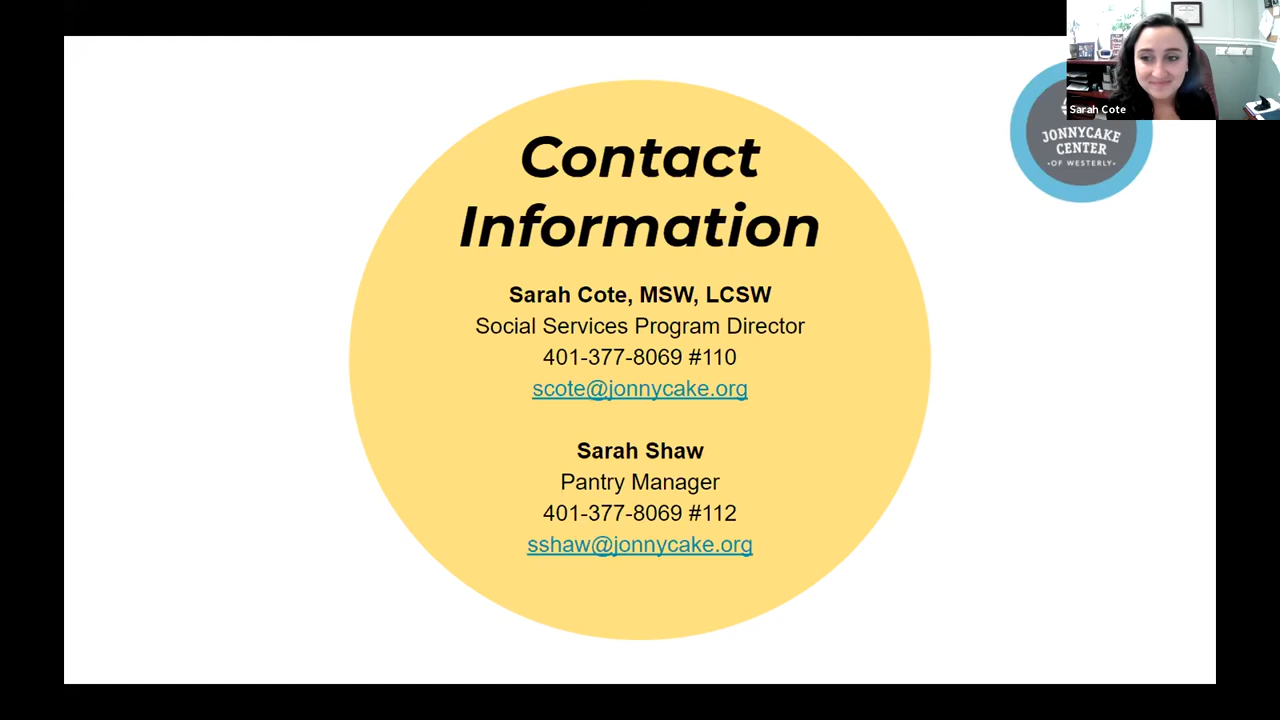 Contact
Information
Sarah Cote, MSW, LCSW
Social Services Program Director
401-377-8069 #110
scote@jonnycake.org
Sarah Shaw
Pantry Manager
401-377-8069 #112
sshaw@jonnycake.org
Sarah Cote
JONNYCAKE
CENTER
•OF WESTERLY•